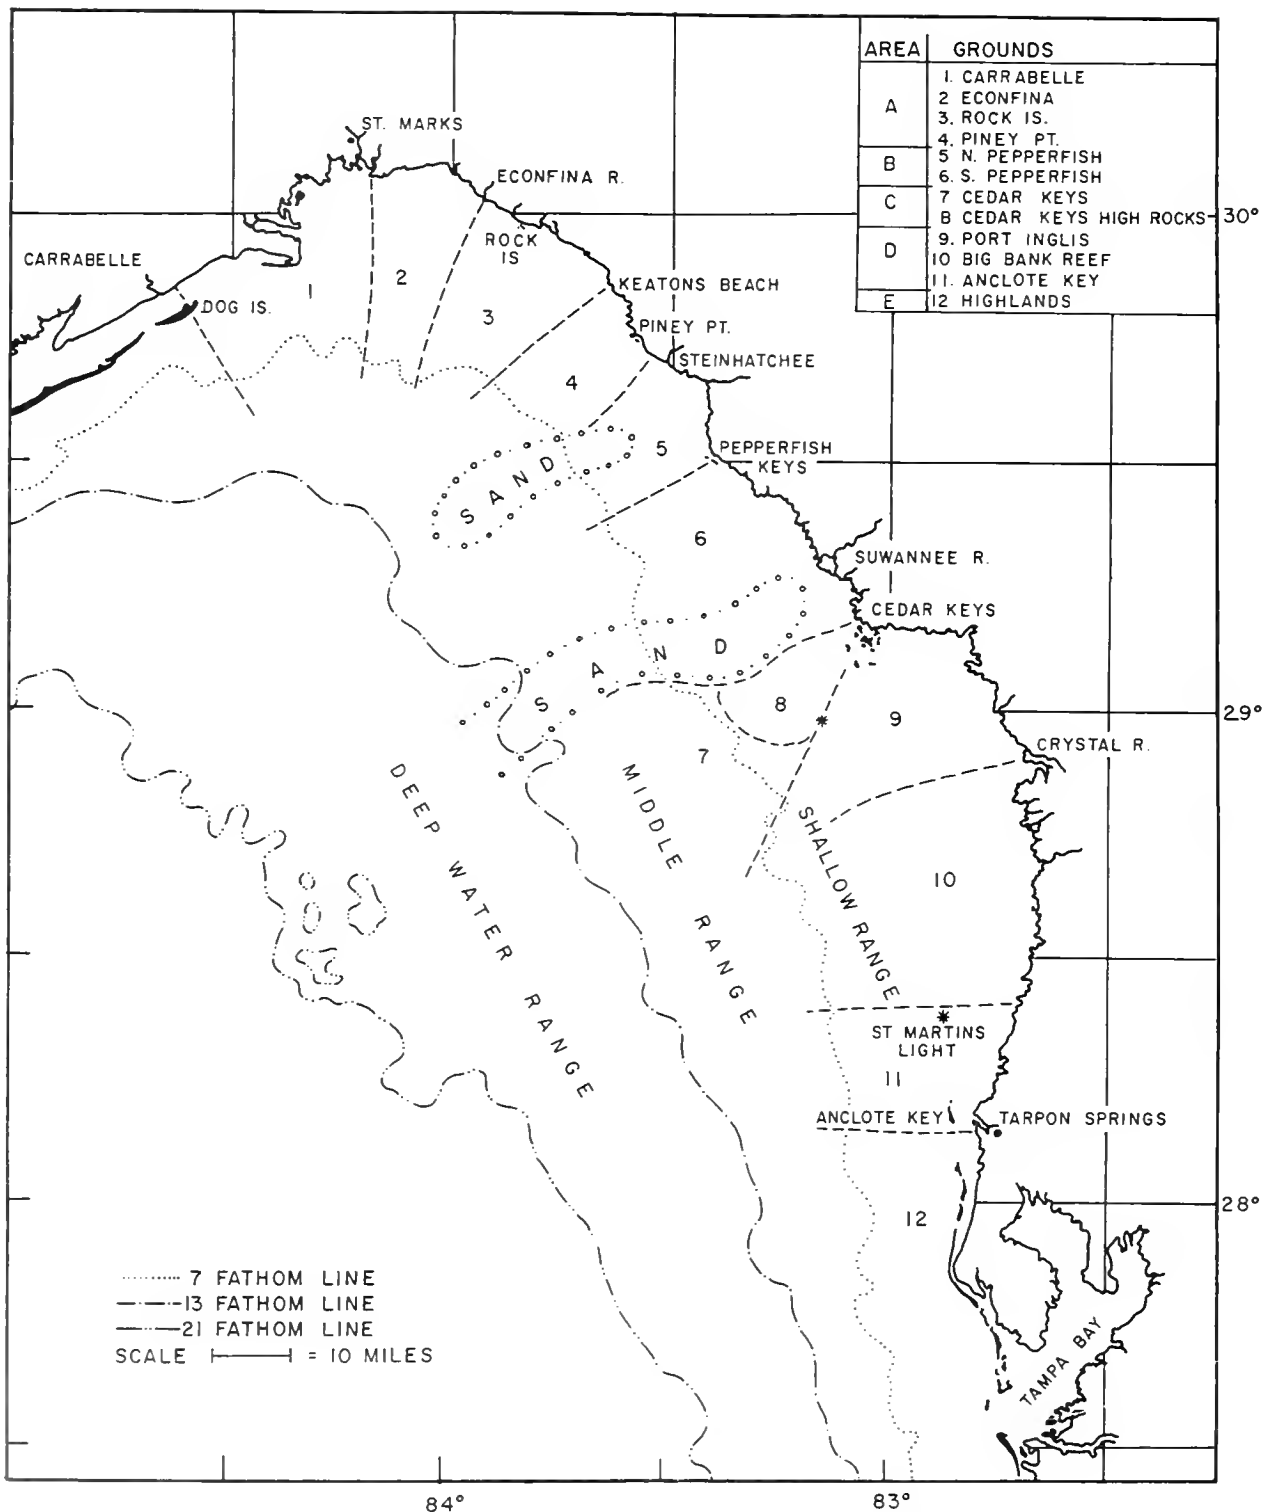 AREA GROUNDS
A
1. CARRABELLE
2 ECONFINA
3. ROCK IS.
4. PINEY PT.
B
5 N. PEPPERFISH
6. S. PEPPERFISH
C
7 CEDAR KEYS
8 CEDAR KEYS HIGH ROCKS
D
9. PORT INGLIS
10 BIG BANK REEF
11. ANCLOTE KEY
E
12 HIGHLANDS
ST. MARKS
ECONFINA R.
30°
ROCK
IS
CARRABELLE
DOG IS.
1
2
3
KEATONS BEACH
PINEY PT.
STEINHATCHEE
4
5
PEPPERFISH
KEYS
SAND
6
SUWANNEE R.
CEDAR KEYS
SAND
8
9
29°
7
CRYSTAL R.
DEEP WATER RANGE
MIDDLE RANGE
SHALLOW RANGE
10
ST MARTINS
LIGHT
11
ANCLOTE KEY
TARPON SPRINGS
12
28°
TAMPA BAY
7 FATHOM LINE
13 FATHOM LINE
21 FATHOM LINE
SCALE = 10 MILES
84°
83°